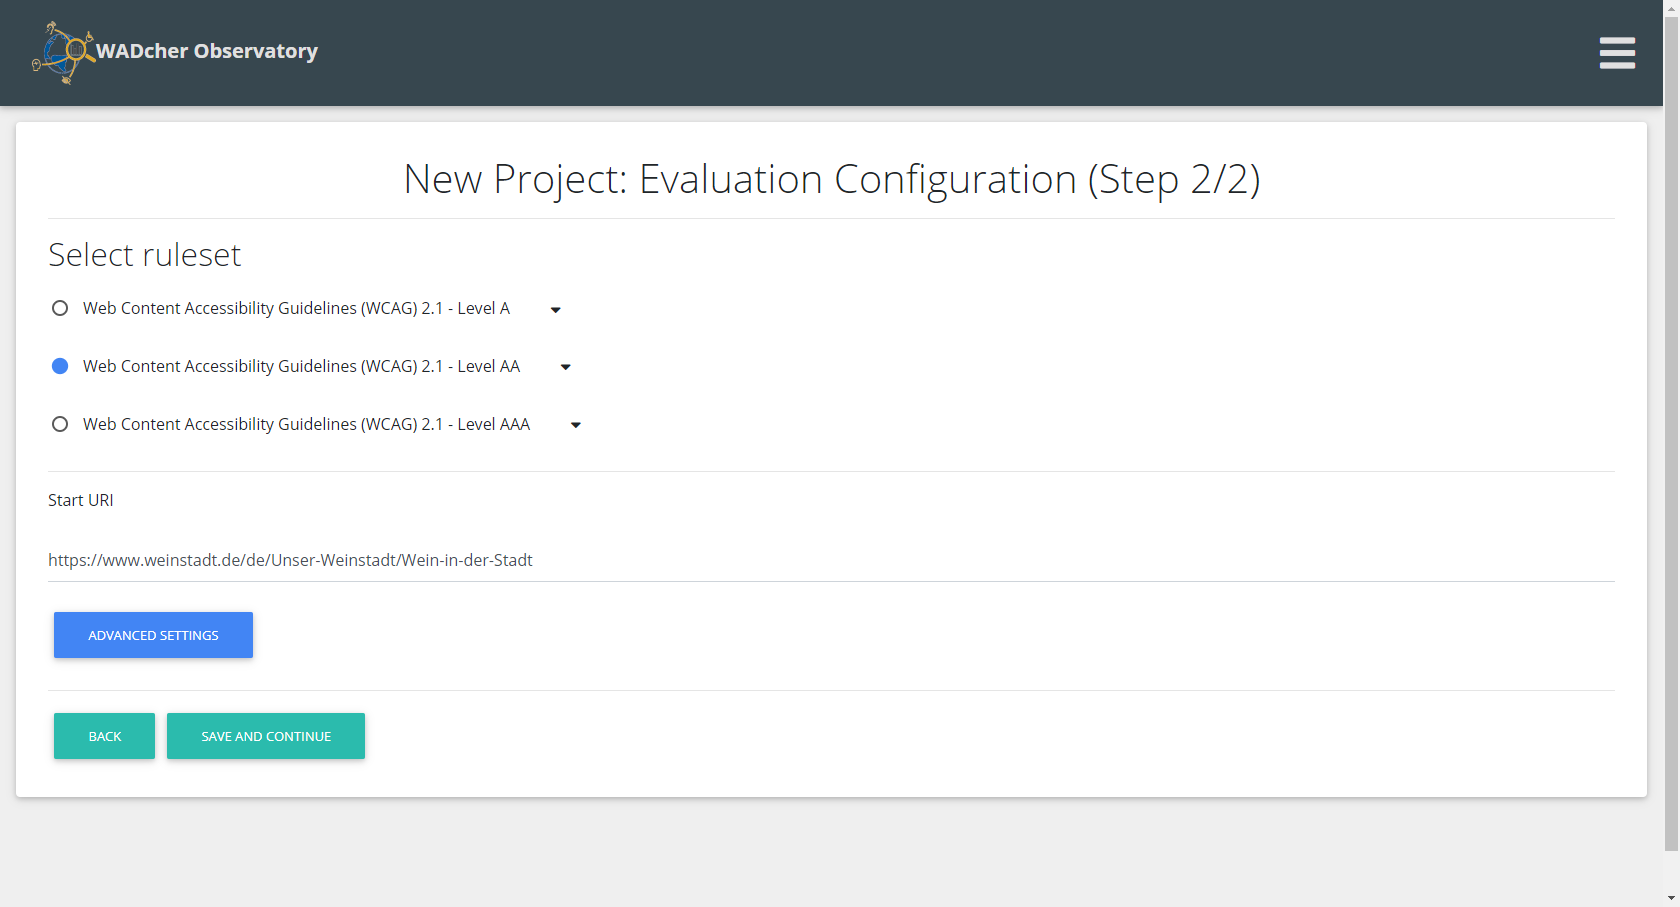 WADcher Observatory
New Project: Evaluation Configuration (Step 2/2)
Select ruleset
Web Content Accessibility Guidelines (WCAG) 2.1 - Level A
Web Content Accessibility Guidelines (WCAG) 2.1 - Level AA
Web Content Accessibility Guidelines (WCAG) 2.1 - Level AAA
Start URI
https://www.weinstadt.de/de/Unser-Weinstadt/Wein-in-der-Stadt
ADVANCED SETTINGS
BACK SAVE AND CONTINUE